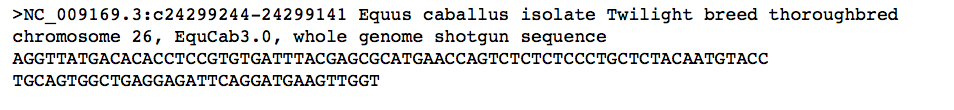 >NC_009169.3:c24299244-24299141 Equus caballus isolate Twilight breed thoroughbred
chromosome 26, EquCab3.0, whole genome shotgun sequence
AGGTTATGACACACCTCCGTGTGATTTACGAGCGCATGAACCAGTCTCTCTCCCTGCTCTACAATGTACC
TGCAGTGGCTGAGGAGATTCAGGATGAAGTTGGT